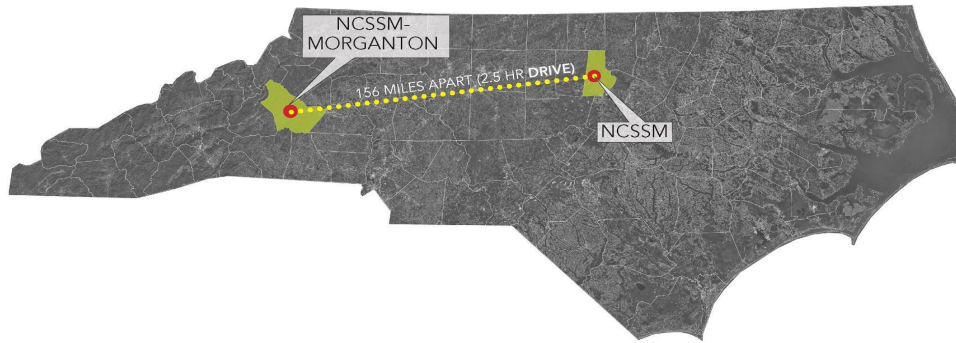 NCSSM-
MORGANTON
156 MILES APART (2.5 HR DRIVE)
NCSSM